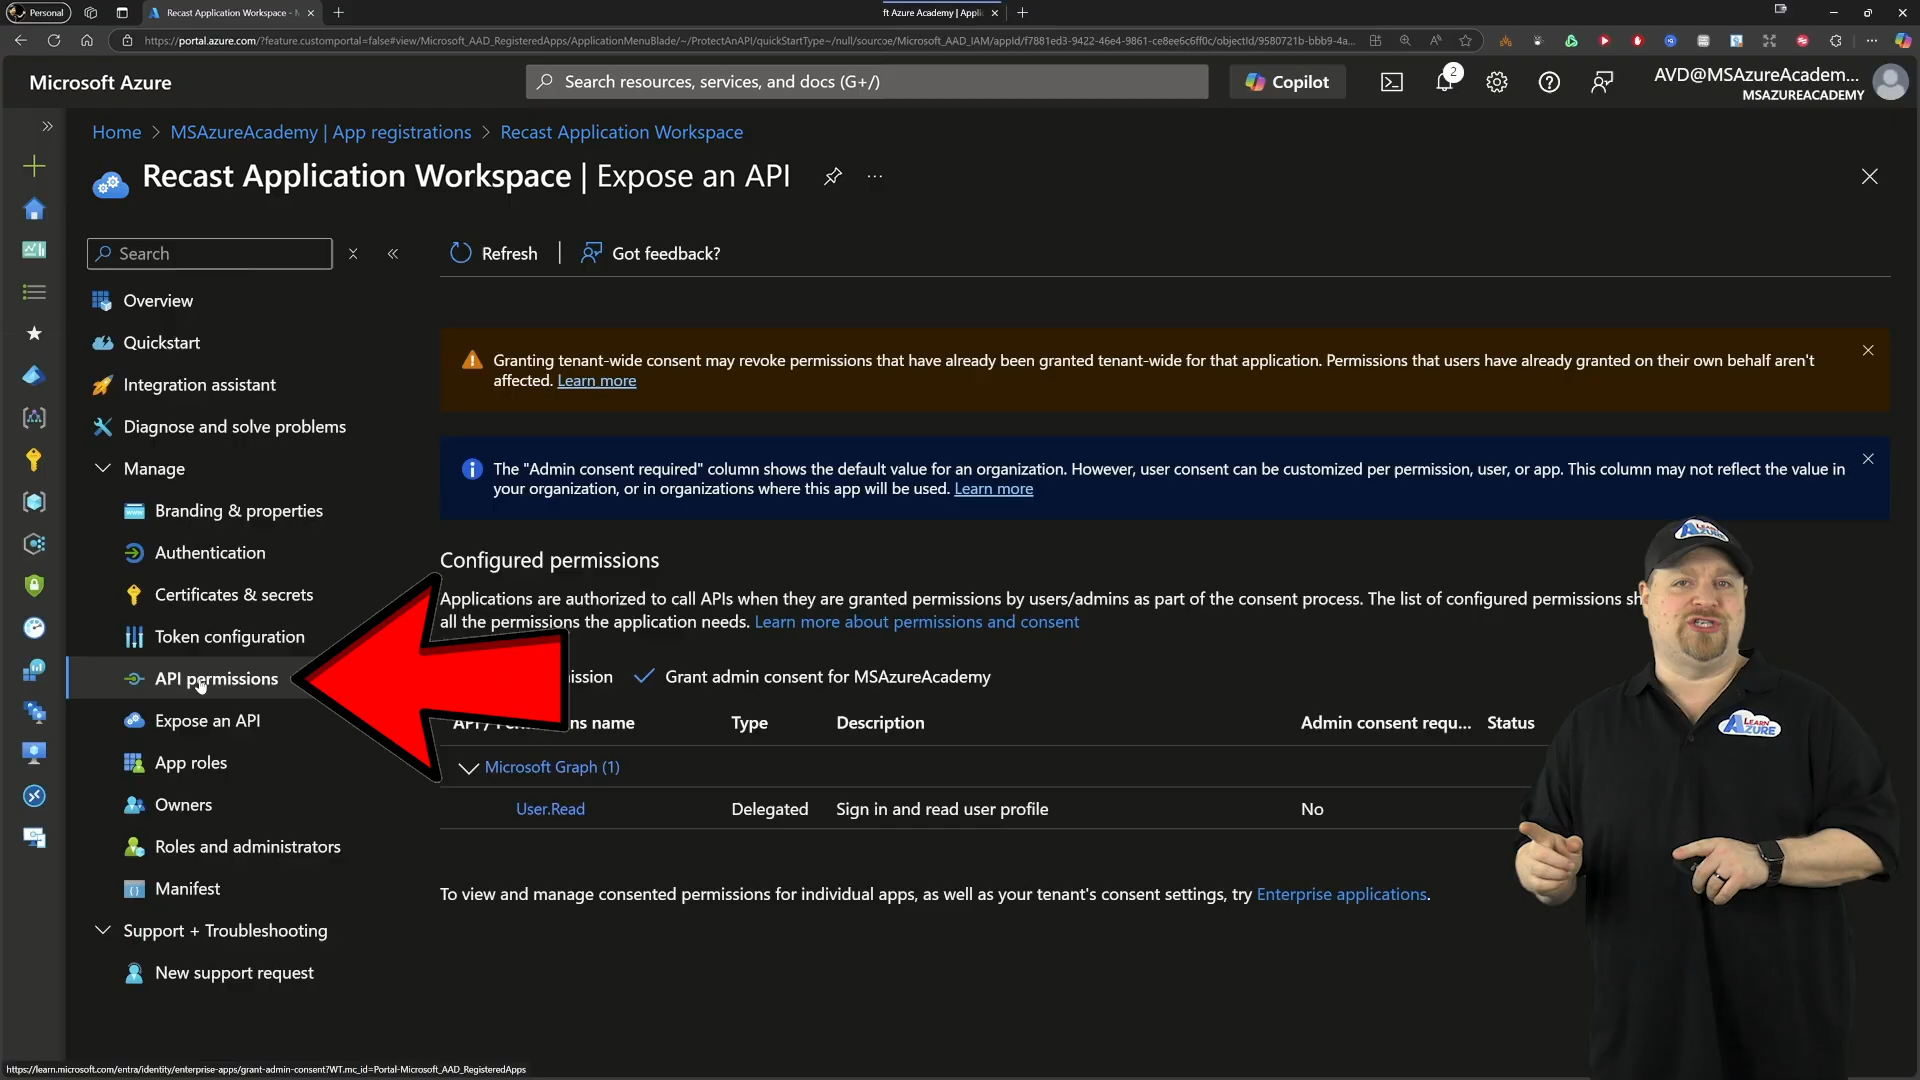 Personal
Recast Application Workspace -
ft Azure Academy | Appli
https://portal.azure.com/?feature.customportal=false#view/Microsoft_AAD_RegisteredApps/ApplicationMenuBlade/~/ProtectAnAPI/quickStartType~/null/sourcoe/Microsoft_AAD_IAM/appId/f7881ed3-9422-46e4-9861-ce8ee6c6ff0c/objectId/9580721b-bbb9-4a...
Microsoft Azure
Search resources, services, and docs (G+/)
Copilot
2
AVD@MSAzureAcadem...
MSAZUREACADEMY
Home > MSAzureAcademy | App registrations > Recast Application Workspace
Recast Application Workspace | Expose an API
Search
Refresh
Got feedback?
Overview
Quickstart
Integration assistant
Diagnose and solve problems
Manage
Branding & properties
Authentication
Certificates & secrets
Token configuration
API permissions
Expose an API
App roles
Owners
Roles and administrators
Manifest
Support + Troubleshooting
New support request
Granting tenant-wide consent may revoke permissions that have already been granted tenant-wide for that application. Permissions that users have already granted on their own behalf aren't
affected. Learn more
The "Admin consent required" column shows the default value for an organization. However, user consent can be customized per permission, user, or app. This column may not reflect the value in
your organization, or in organizations where this app will be used. Learn more
Configured permissions
Applications are authorized to call APIs when they are granted permissions by users/admins as part of the consent process. The list of configured permissions sh
all the permissions the application needs. Learn more about permissions and consent
ission
Grant admin consent for MSAzureAcademy
API / ns name Type Description Admin consent requ... Status
Microsoft Graph (1)
User.Read Delegated Sign in and read user profile No
To view and manage consented permissions for individual apps, as well as your tenant's consent settings, try Enterprise applications.
LEARN
AZURE
LEARN
AZURE
https://learn.microsoft.com/entra/identity/enterprise-apps/grant-admin-consent?WT.mc_id=Portal-Microsoft_AAD_RegisteredApps